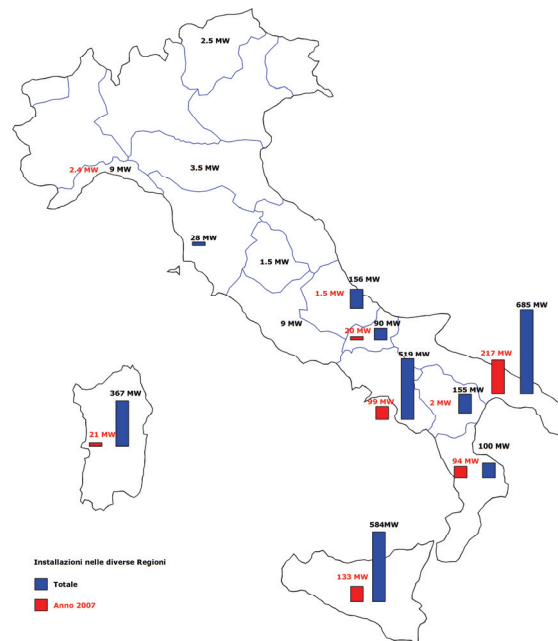 2.5 MW
2.4 MW
9 MW
3.5 MW
28 MW
1.5 MW
156 MW
1.5 MW
685 MW
9 MW
20 MW
90 MW
519 MW
217 MW
367 MW
99 MW
2 MW
155 MW
21 MW
100 MW
94 MW
584MW
Installazioni nelle diverse Regioni
133 MW
Totale
Anno 2007